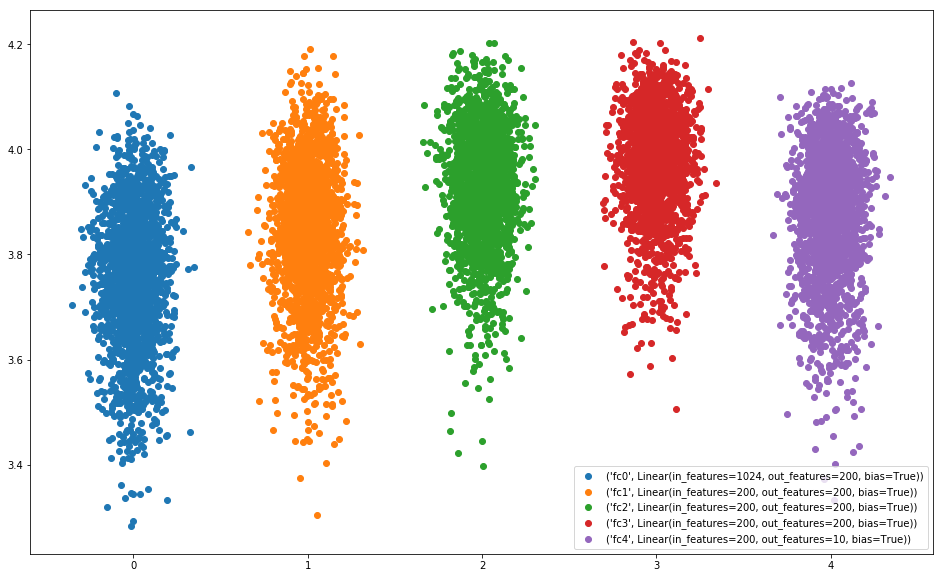 4.2
4.0
3.8
3.6
3.4
0
1
2
3
4
('fc0', Linear(in_features=1024, out_features=200, bias=True))
('fc1', Linear(in_features=200, out_features=200, bias=True))
('fc2', Linear(in_features=200, out_features=200, bias=True))
('fc3', Linear(in_features=200, out_features=200, bias=True))
('fc4', Linear(in_features=200, out_features=10, bias=True))